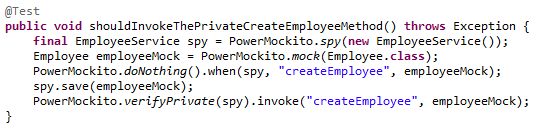 @Test
public void shouldInvokeThePrivateCreateEmployeeMethod() throws Exception {
    final EmployeeService spy = PowerMockito.spy(new EmployeeService());
    Employee employeeMock = PowerMockito.mock(Employee.class);
    PowerMockito.doNothing().when(spy, "createEmployee", employeeMock);
    spy.save(employeeMock);
    PowerMockito.verifyPrivate(spy).invoke("createEmployee", employeeMock);
}